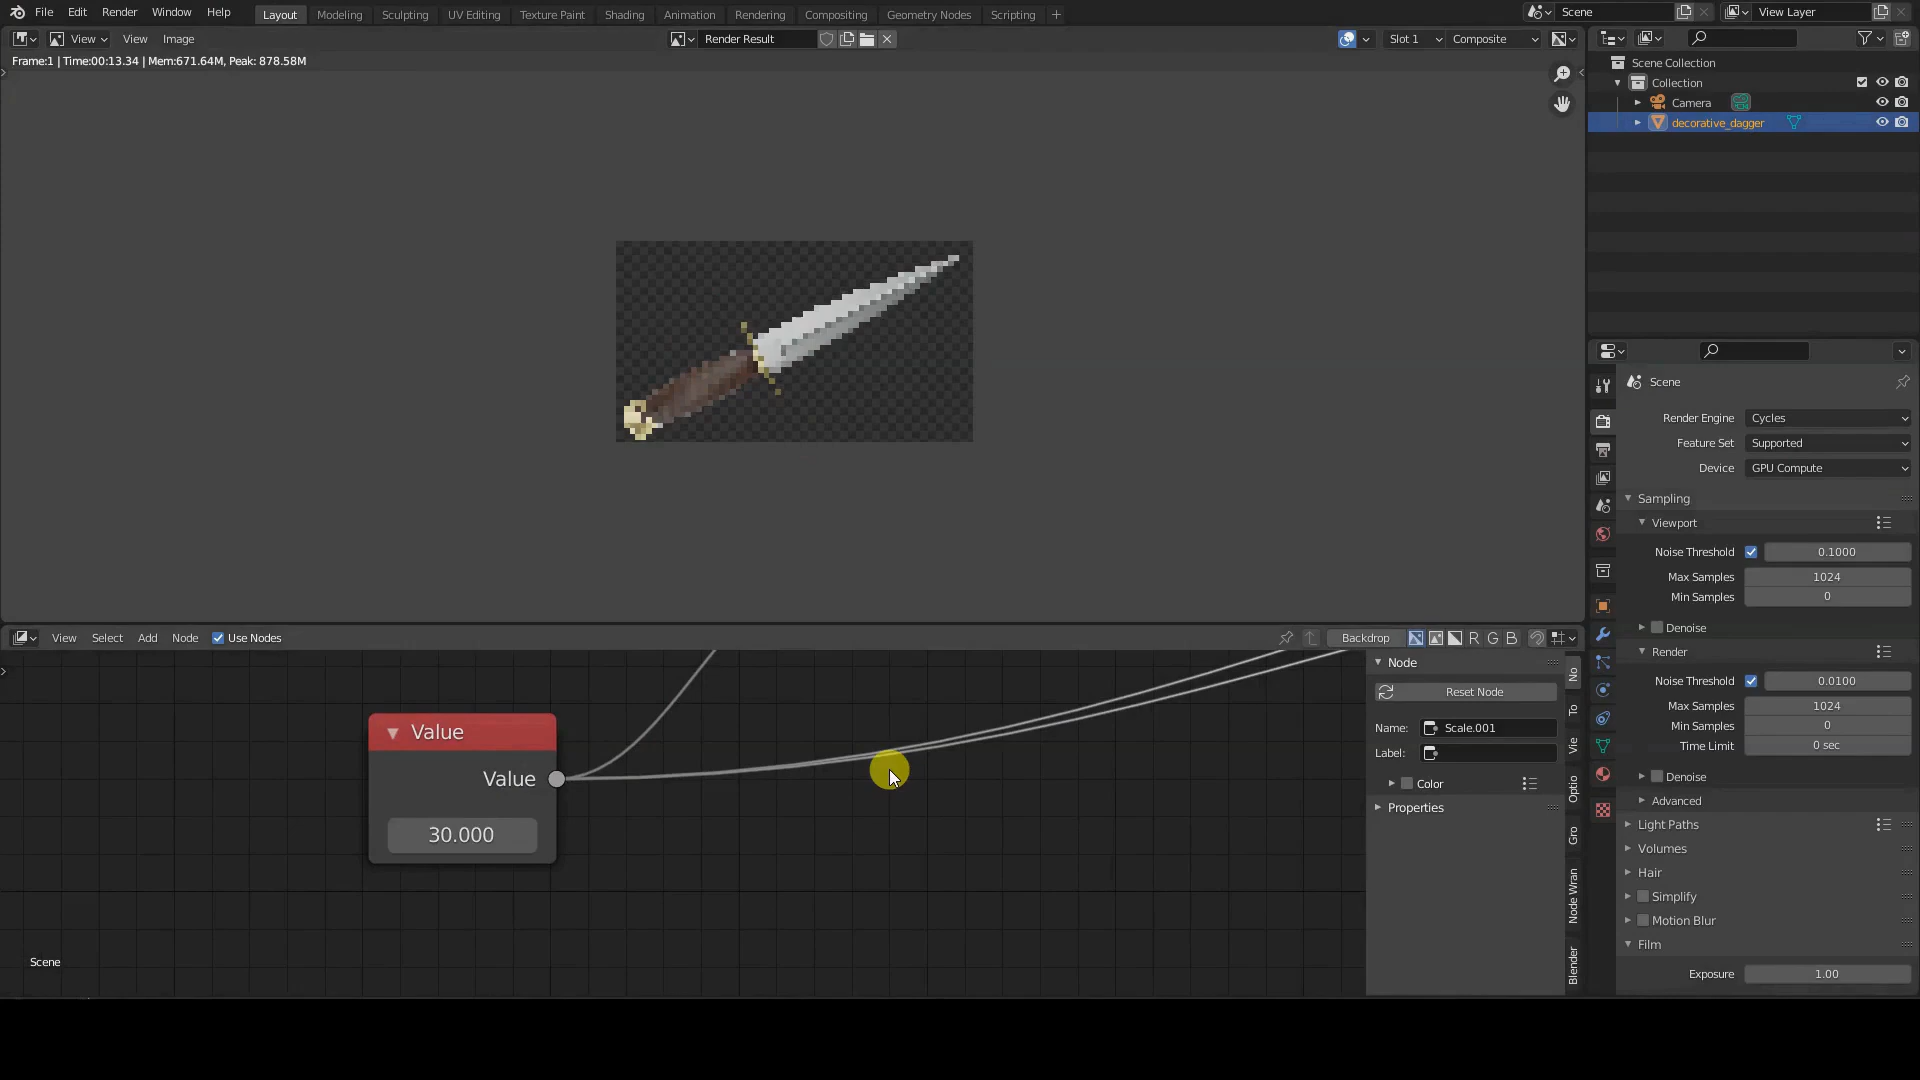 File Edit Render Window Help Layout Modeling Sculpting UV Editing Texture Paint Shading Animation Rendering Compositing Geometry Nodes Scripting + Scene View Layer
View View Image Render Result Slot 1 Composite
Frame:1 | Time:00:13.34 | Mem:671.64M, Peak: 878.58M
Scene Collection
Collection
Camera
decorative_dagger
Scene
Render Engine Cycles
Feature Set Supported
Device GPU Compute
Sampling
Viewport
Noise Threshold 0.1000
Max Samples 1024
Min Samples 0
Denoise
Render
Noise Threshold 0.0100
Max Samples 1024
Min Samples 0
Time Limit 0 sec
Denoise
Advanced
Light Paths
Volumes
Hair
Simplify
Motion Blur
Film
Exposure 1.00
View Select Add Node Use Nodes Backdrop R G B
Value
Value
30.000
Scene
Node
Reset Node
Name: Scale.001
Label:
Color
Properties
No
To
Vie
Optio
Gro
Node Wran
Blender